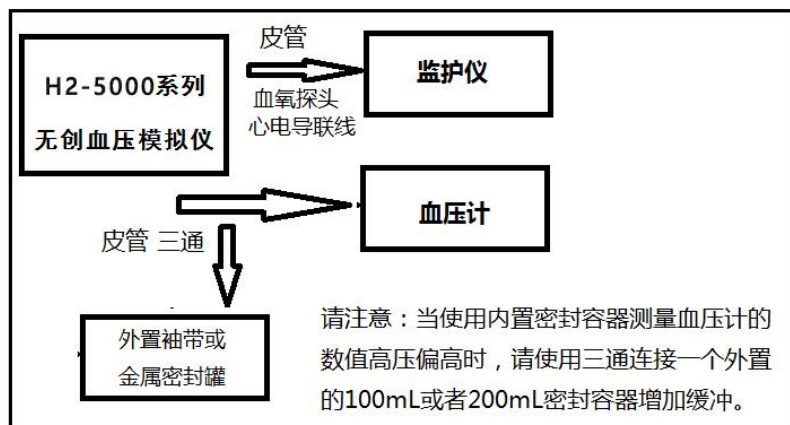 H2-5000系列
无创血压模拟仪
皮管
血氧探头
心电导联线
监护仪
血压计
皮管 三通
外置袖带或
金属密封罐
请注意：当使用内置密封容器测量血压计的
数值高压偏高时，请使用三通连接一个外置
的100mL或者200mL密封容器增加缓冲。